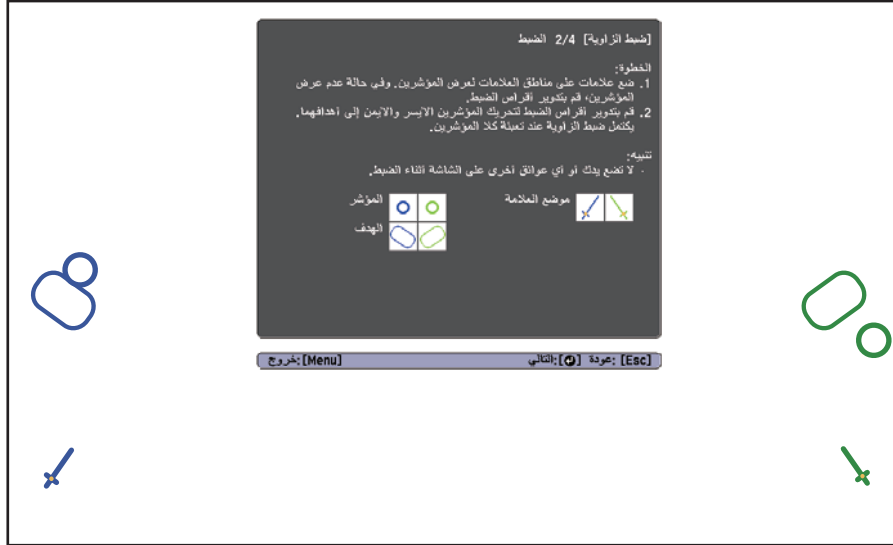 [ضبط الزاوية] 2/4 الضبط
الخطوة:
1. ضع علامات على مناطق العلامات لعرض المؤشرين. وفي حالة عدم عرض
المؤشرين، قم بتدوير أقراص الضبط.
2. قم بتدوير أقراص الضبط لتحريك المؤشرين الأيسر والأيمن إلى أهدافهما.
يكتمل ضبط الزاوية عند تعبئة كلا المؤشرين.
تنبيه:
· لا تضع يدك أو أي عوائق أخرى على الشاشة أثناء الضبط.
موضع العلامة
المؤشر
الهدف
[Esc] :عودة [⏎]:التالي [Menu]:خروج